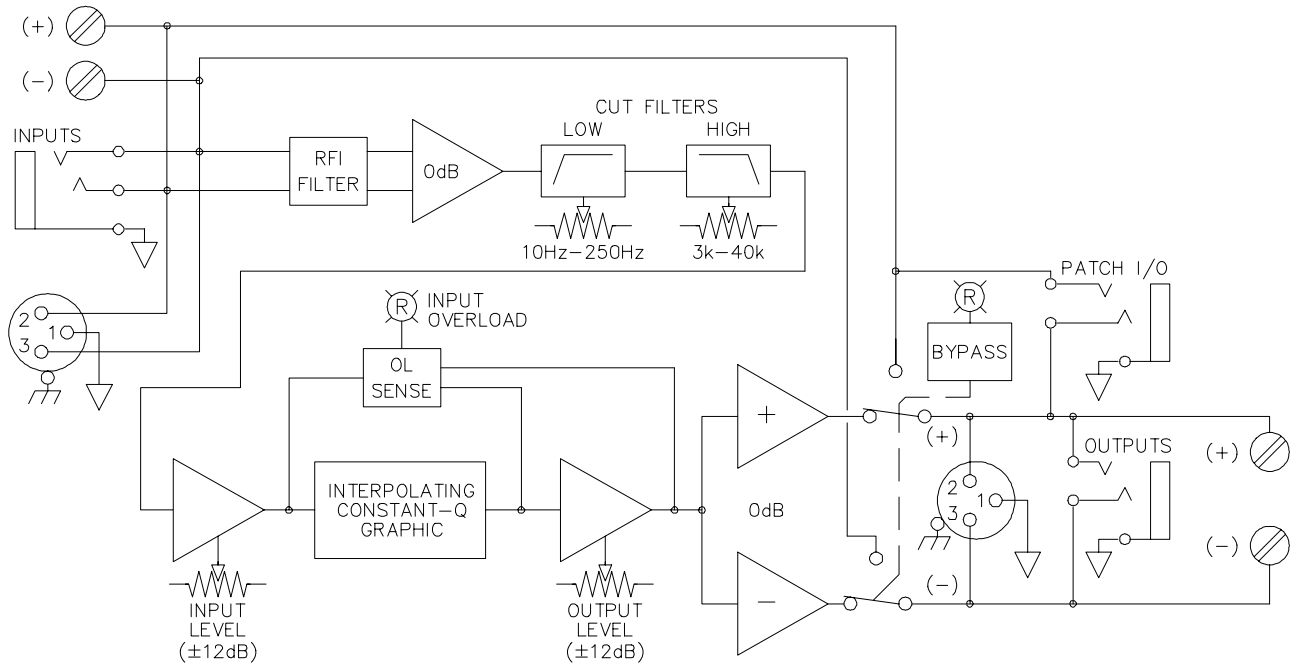 (+)
(-)
INPUTS
RFI
FILTER
0dB
CUT FILTERS
LOW
HIGH
10Hz-250Hz
3k-40k
2
1
3
R
INPUT
OVERLOAD
OL
SENSE
INTERPOLATING
CONSTANT-Q
GRAPHIC
INPUT
LEVEL
(±12dB)
OUTPUT
LEVEL
(±12dB)
+
0dB
-
R
BYPASS
PATCH I/O
(+)
2
1
3
(-)
OUTPUTS
(+)
(-)